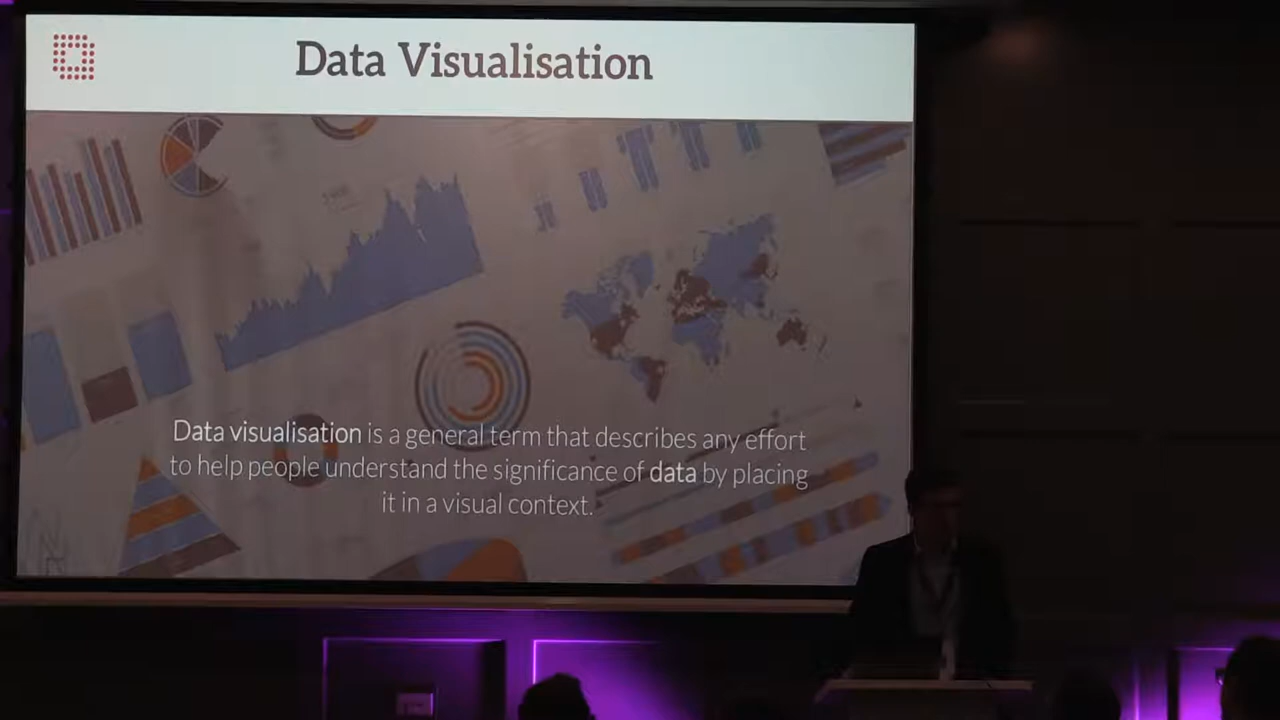 Data Visualisation
Data visualisation is a general term that describes any effort
to help people understand the significance of data by placing
it in a visual context.